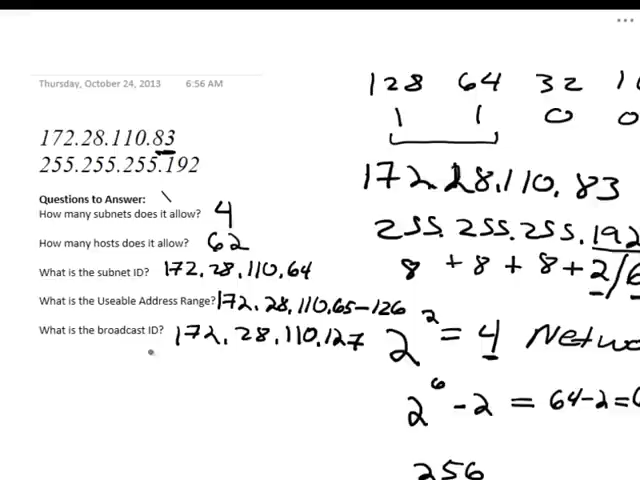 Thursday, October 24, 2013 6:56 AM
172.28.110.83
255.255.255.192
Questions to Answer:
How many subnets does it allow? 4
How many hosts does it allow? 62
What is the subnet ID? 172.28.110.64
What is the Useable Address Range? 172.28.110.65-126
What is the broadcast ID? 172.28.110.127
128 64 32
1 1 0 0
172.28.110.83
255.255.255.192
8 + 8 + 8 + 2/6
2² = 4
2⁶ - 2 = 64-2=
256